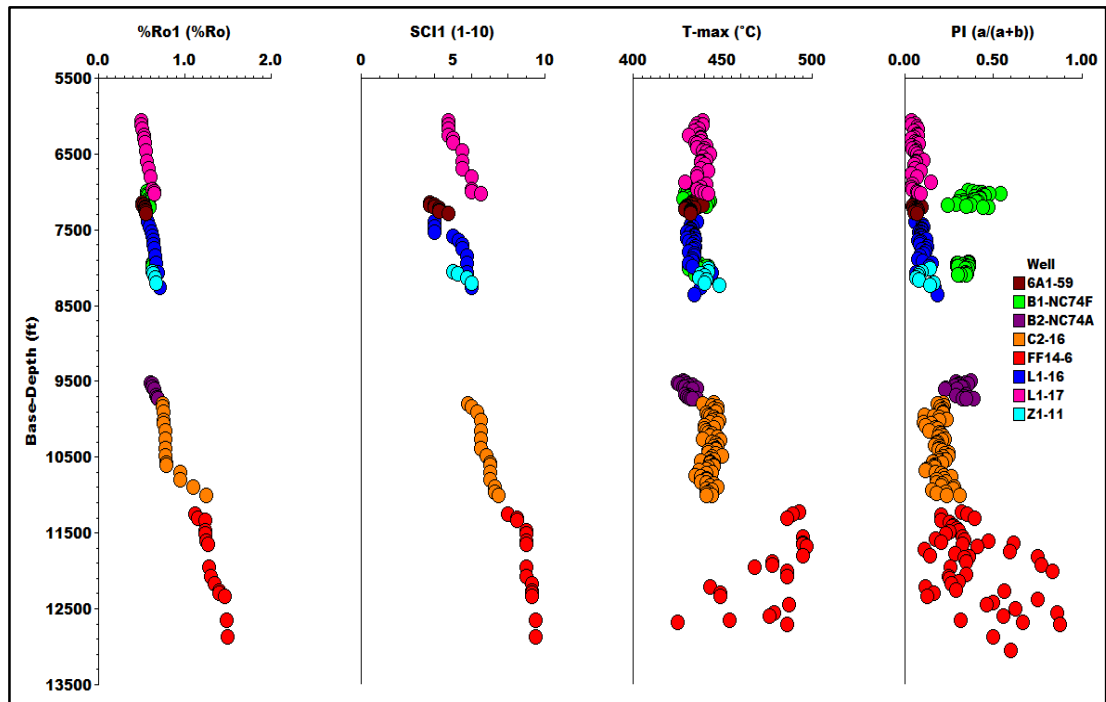 %Ro1 (%Ro) SCI1 (1-10) T-max (°C) PI (a/(a+b))
0.0 1.0 2.0 0 5 10 400 440 500 0.00 0.50 1.00
5500
6500
7500
8500
9500
10500
11500
12500
13500
Base-Depth (ft)
Well
6A1-59
B1-NC74F
B2-NC74A
C2-16
FF14-6
L1-16
L1-17
Z1-11